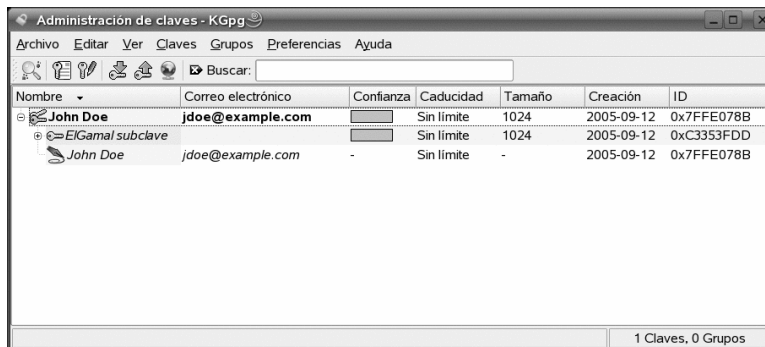 Administración de claves - KGpg
Archivo Editar Ver Claves Grupos Preferencias Ayuda
Buscar:
Nombre Correo electrónico Confianza Caducidad Tamaño Creación ID
John Doe jdoe@example.com Sin límite 1024 2005-09-12 0x7FFE078B
ElGamal subclave Sin límite 1024 2005-09-12 0xC3353FDD
John Doe jdoe@example.com - Sin límite - 2005-09-12 0x7FFE078B
1 Claves, 0 Grupos